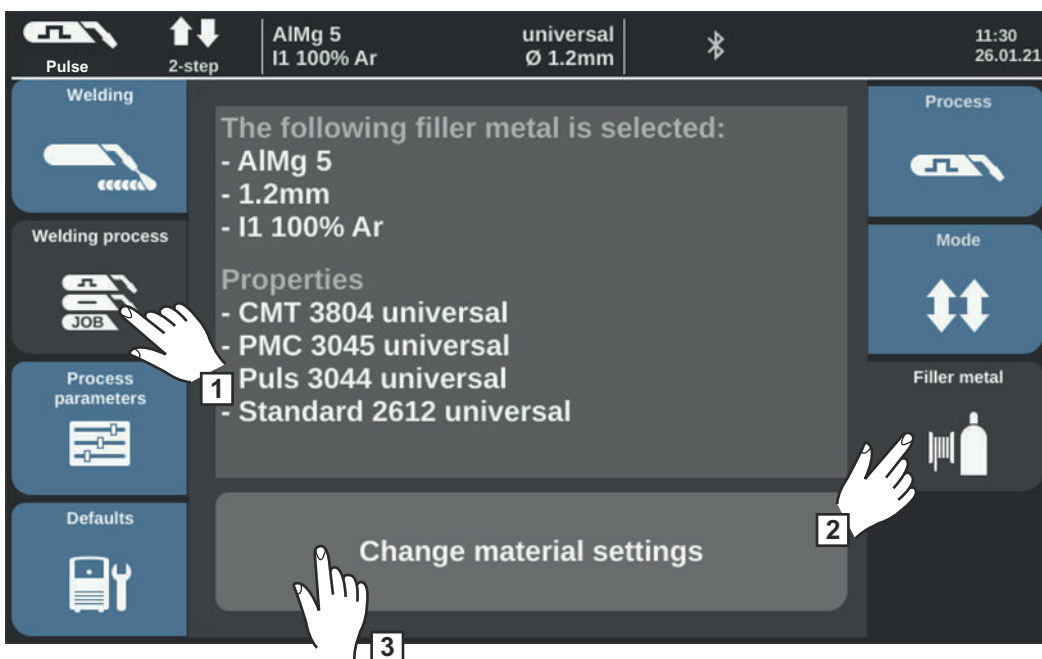 Pulse
2-step
AlMg 5
I1 100% Ar
universal
Ø 1.2mm
11:30
26.01.21
Welding
Welding process
JOB
Process
parameters
Defaults
The following filler metal is selected:
- AlMg 5
- 1.2mm
- I1 100% Ar
Properties
- CMT 3804 universal
- PMC 3045 universal
- Puls 3044 universal
- Standard 2612 universal
Change material settings
Process
Mode
Filler metal
1
2
3